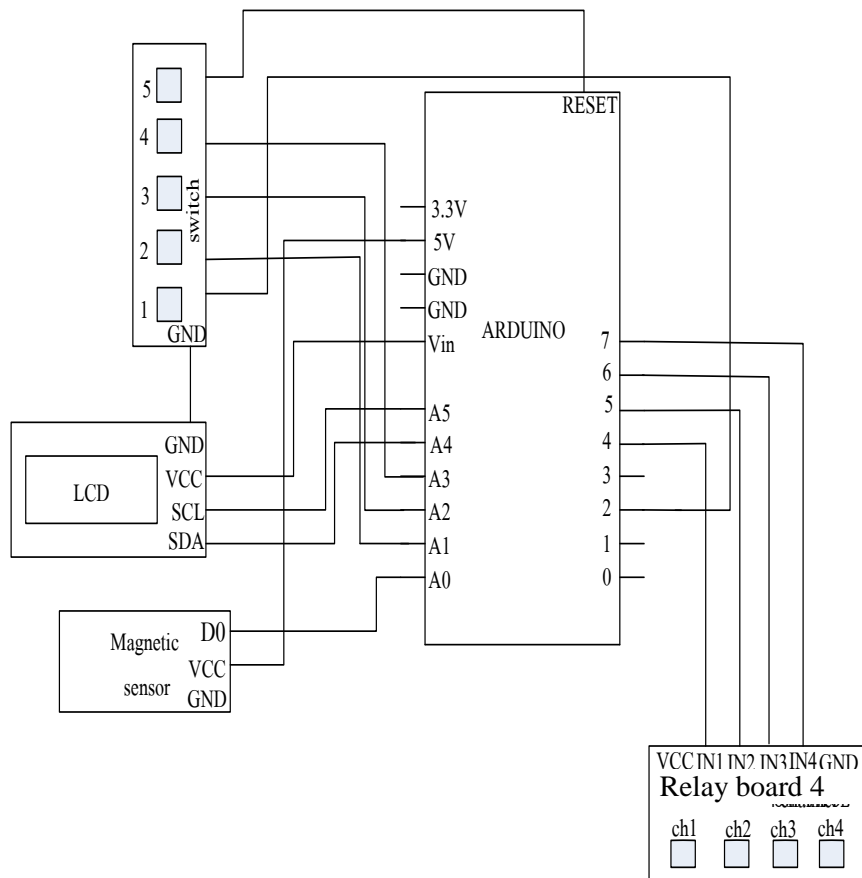 5
4
3
2
1
switch
GND
RESET
3.3V
5V
GND
GND
Vin
A5
A4
A3
A2
A1
A0
ARDUINO
7
6
5
4
3
2
1
0
GND
VCC
SCL
SDA
LCD
Magnetic
sensor
D0
VCC
GND
VCC IN1 IN2 IN3 IN4 GND
Relay board 4
ch1 ch2 ch3 ch4